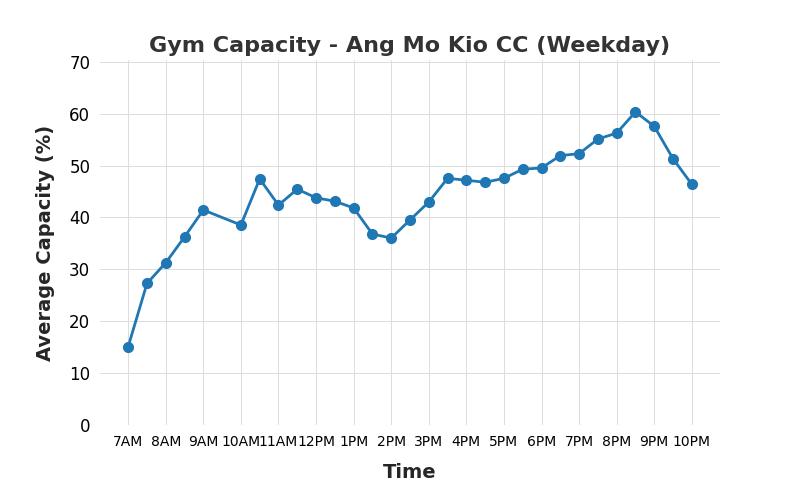 Gym Capacity - Ang Mo Kio CC (Weekday)
70
60
50
40
30
20
10
0
Average Capacity (%)
7AM 8AM 9AM 10AM 11AM 12PM 1PM 2PM 3PM 4PM 5PM 6PM 7PM 8PM 9PM 10PM
Time